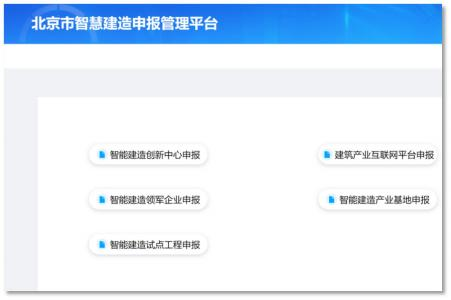 北京市智慧建造申报管理平台
智能建造创新中心申报
建筑产业互联网平台申报
智能建造领军企业申报
智能建造产业基地申报
智能建造试点工程申报